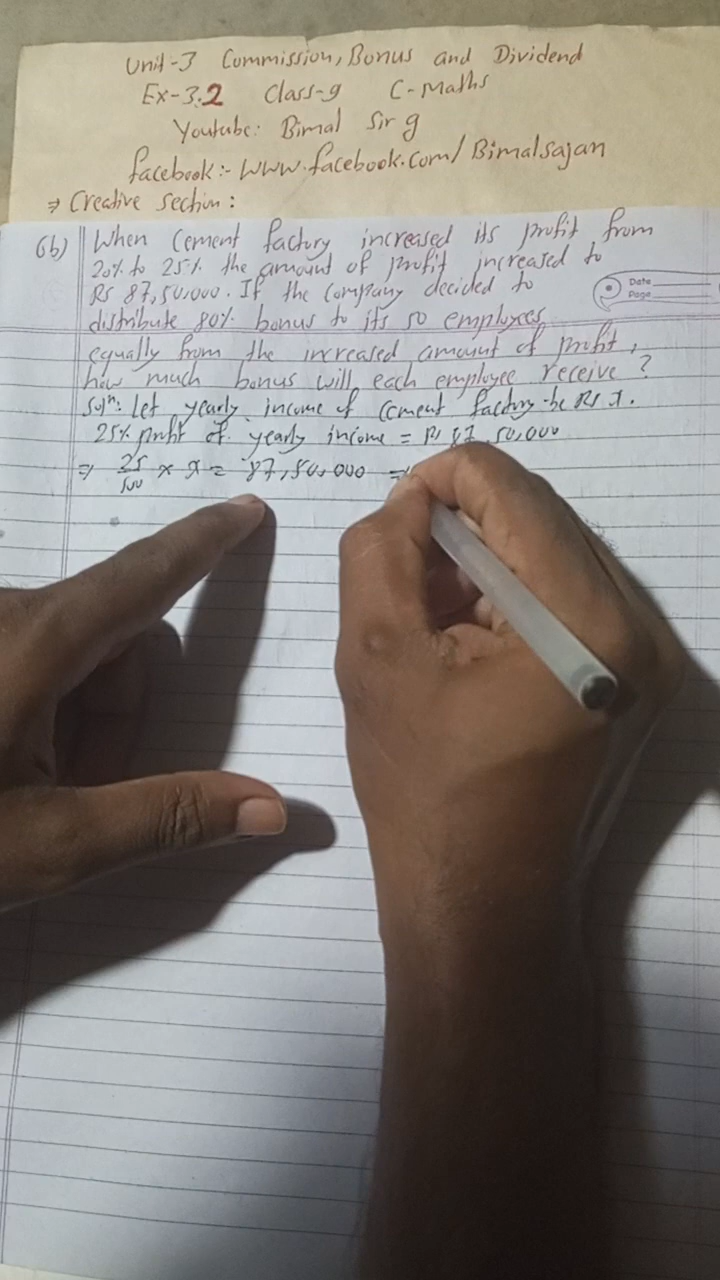 Unit-3 Commission, Bonus and Dividend
Ex-3.2 Class-9 C-Maths
Youtube: Bimal Sir g
facebook:- www.facebook.com/Bimalsajan
⇒ Creative section:
6b) When cement factory increased its profit from
20% to 25% the amount of profit increased to
Rs 87,50,000. If the company decided to
Date
Page
distribute 80% bonus to its 50 employees
equally from the increased amount of profit,
how much bonus will each employee receive?
Solⁿ: Let yearly income of cement factory be Rs x.
25% profit of yearly income = Rs 87,50,000
⇒ 25/100 × x = 87,50,000 ⇒